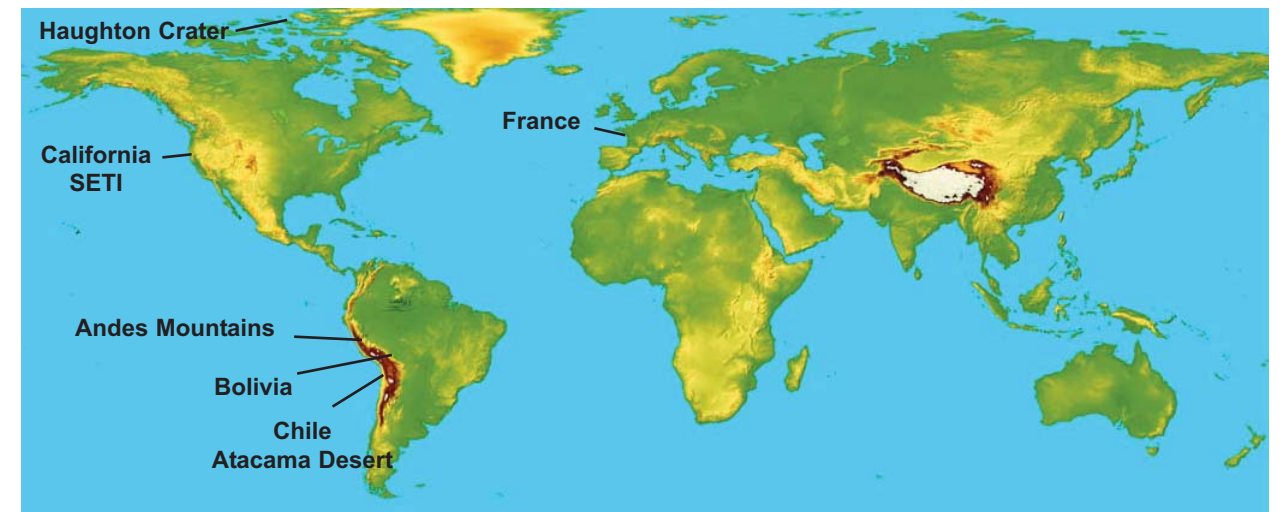 Haughton Crater
France
California
SETI
Andes Mountains
Bolivia
Chile
Atacama Desert